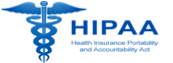 HIPAA
Health Insurance Portability
and Accountability Act